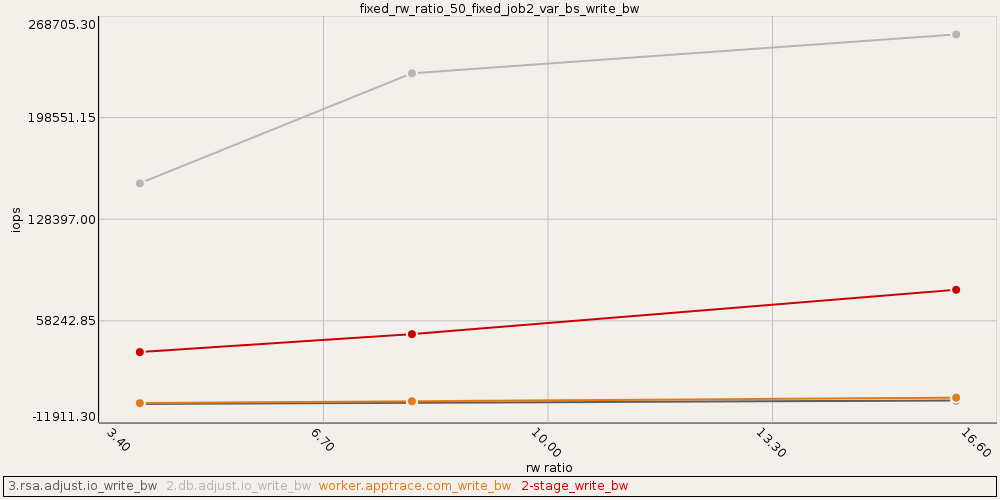 fixed_rw_ratio_50_fixed_job2_var_bs_write_bw
268705.30
198551.15
iops
128397.00
58242.85
-11911.30
3.40 6.70 10.00 13.30 16.60
rw ratio
3.rsa.adjust.io_write_bw 2.db.adjust.io_write_bw worker.apptrace.com_write_bw 2-stage_write_bw